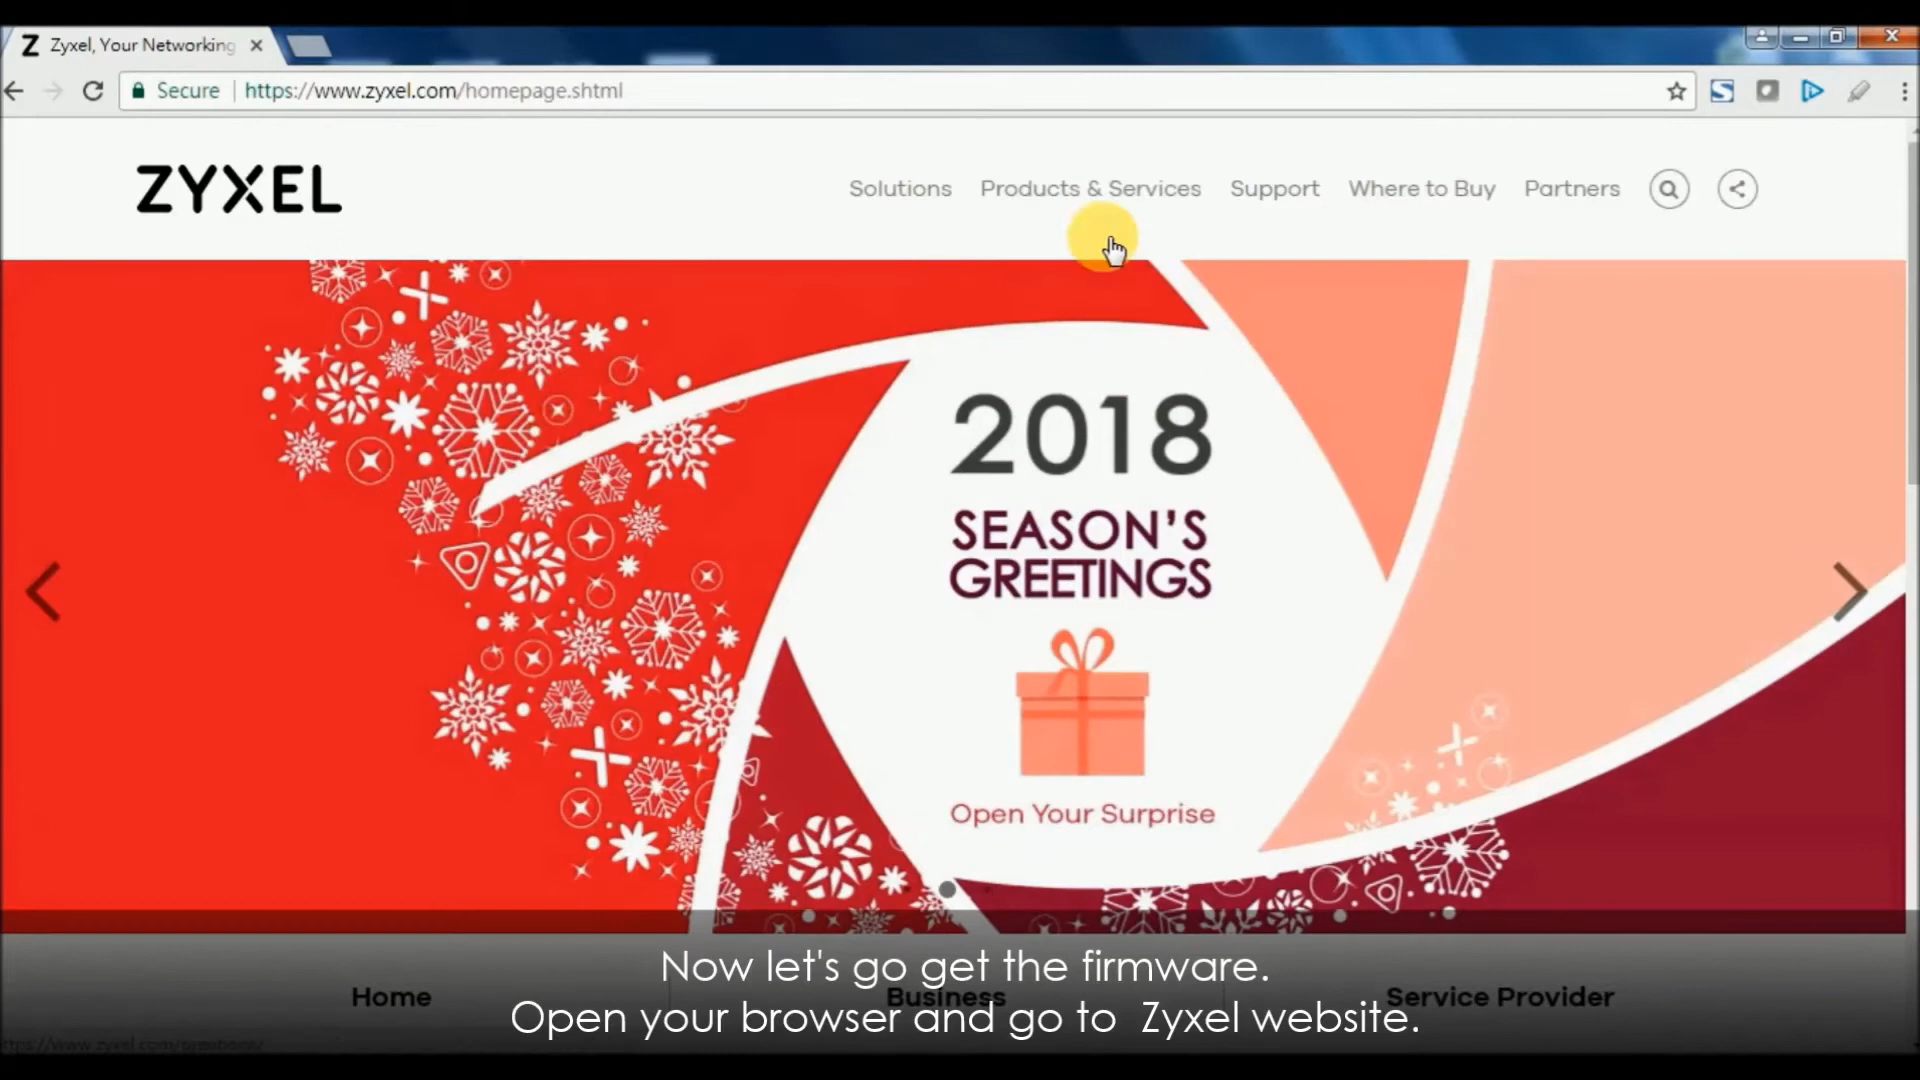 Zyxel, Your Networking
Secure
https://www.zyxel.com/homepage.shtml
ZYXEL
Solutions
Products & Services
Support
Where to Buy
Partners
2018
SEASON'S
GREETINGS
Open Your Surprise
Home
Business
Service Provider
Now let's go get the firmware.
Open your browser and go to Zyxel website.